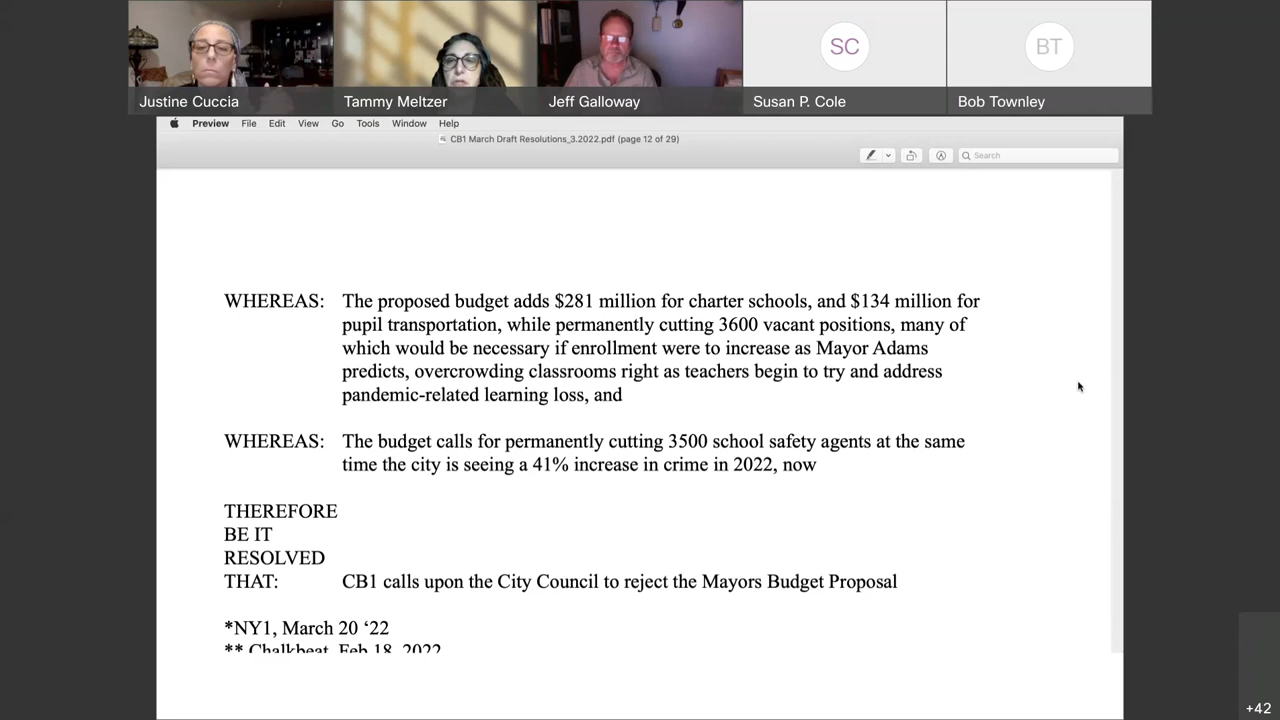 SC
BT
Justine Cuccia
Tammy Meltzer
Jeff Galloway
Susan P. Cole
Bob Townley
Preview File Edit View Go Tools Window Help
CB1 March Draft Resolutions_3.2022.pdf (page 12 of 29)
Search
WHEREAS: The proposed budget adds $281 million for charter schools, and $134 million for
pupil transportation, while permanently cutting 3600 vacant positions, many of
which would be necessary if enrollment were to increase as Mayor Adams
predicts, overcrowding classrooms right as teachers begin to try and address
pandemic-related learning loss, and
WHEREAS: The budget calls for permanently cutting 3500 school safety agents at the same
time the city is seeing a 41% increase in crime in 2022, now
THEREFORE
BE IT
RESOLVED
THAT: CB1 calls upon the City Council to reject the Mayors Budget Proposal
*NY1, March 20 ‘22
** Chalkbeat, Feb 18, 2022
+42